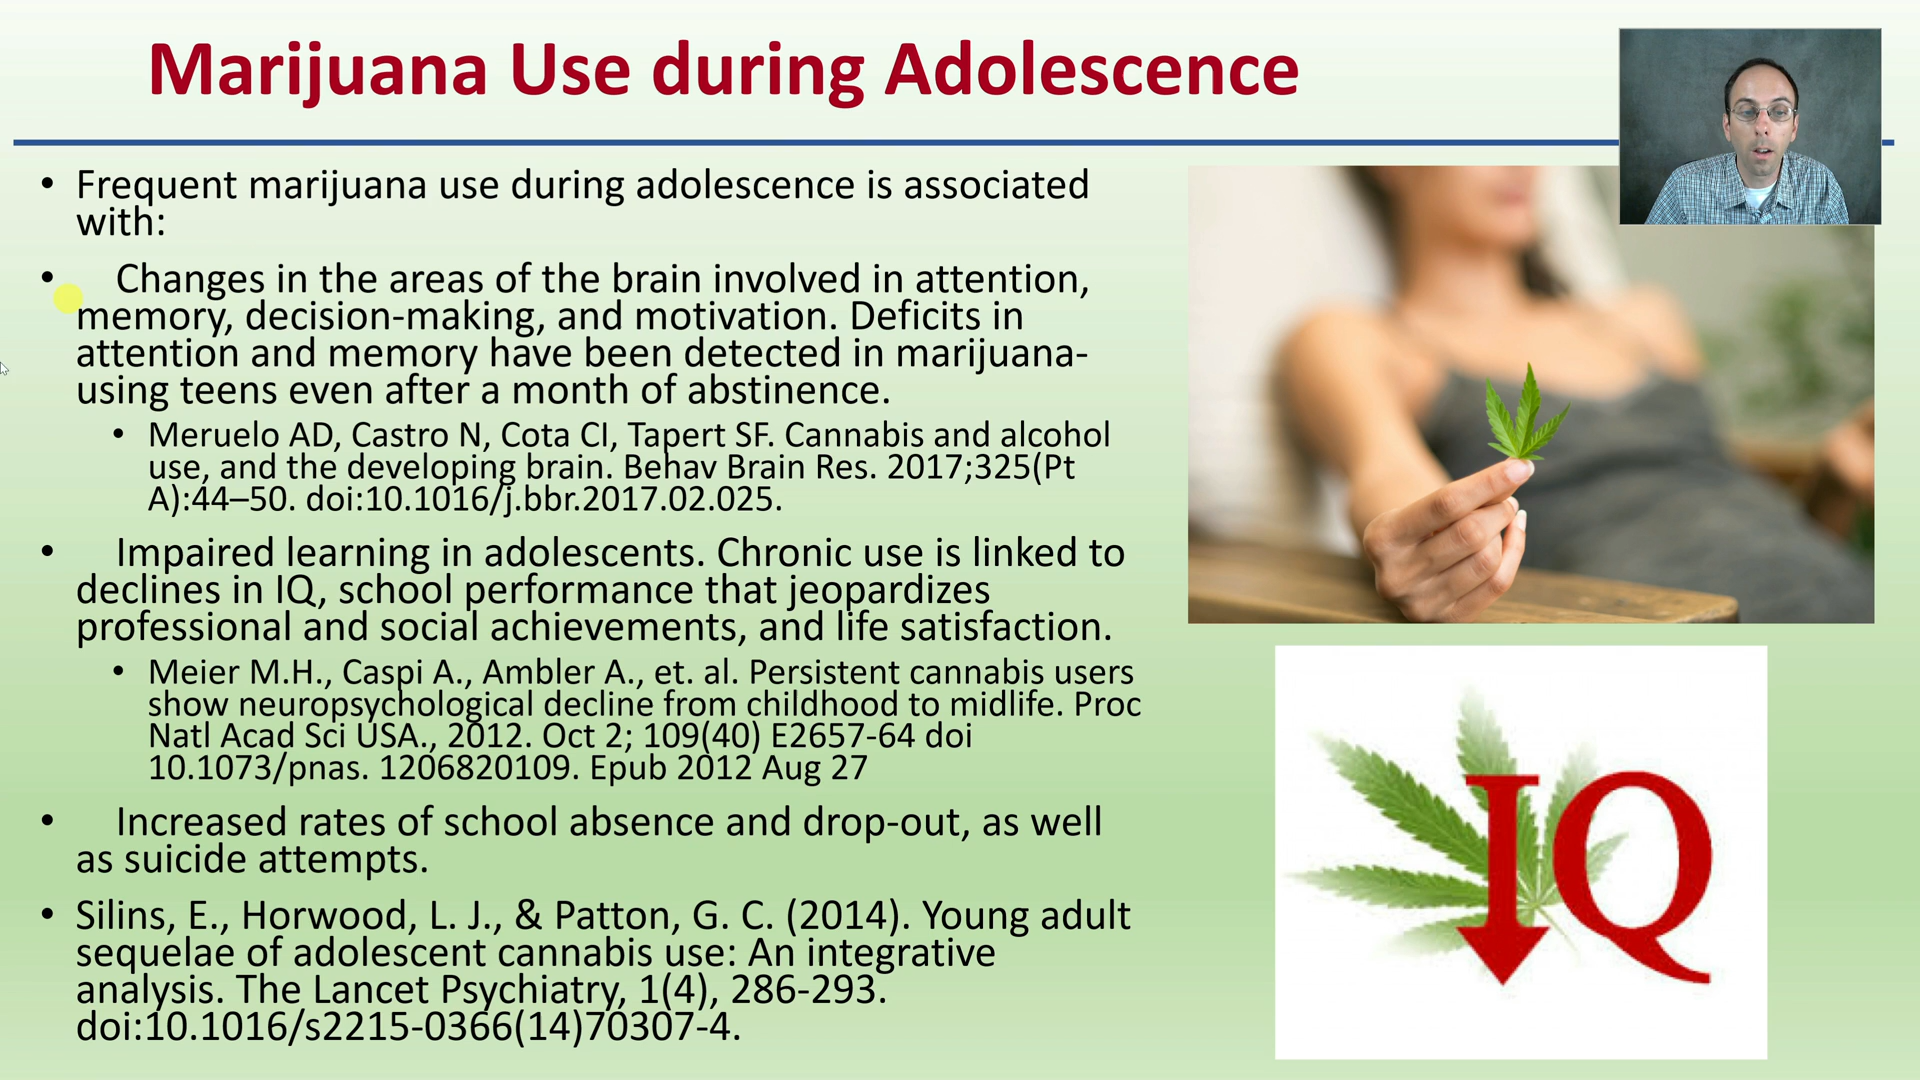 Marijuana Use during Adolescence
• Frequent marijuana use during adolescence is associated
with:
• Changes in the areas of the brain involved in attention,
memory, decision-making, and motivation. Deficits in
attention and memory have been detected in marijuana-
using teens even after a month of abstinence.
• Meruelo AD, Castro N, Cota CI, Tapert SF. Cannabis and alcohol
use, and the developing brain. Behav Brain Res. 2017;325(Pt
A):44–50. doi:10.1016/j.bbr.2017.02.025.
• Impaired learning in adolescents. Chronic use is linked to
declines in IQ, school performance that jeopardizes
professional and social achievements, and life satisfaction.
• Meier M.H., Caspi A., Ambler A., et. al. Persistent cannabis users
show neuropsychological decline from childhood to midlife. Proc
Natl Acad Sci USA., 2012. Oct 2; 109(40) E2657-64 doi
10.1073/pnas. 1206820109. Epub 2012 Aug 27
• Increased rates of school absence and drop-out, as well
as suicide attempts.
• Silins, E., Horwood, L. J., & Patton, G. C. (2014). Young adult
sequelae of adolescent cannabis use: An integrative
analysis. The Lancet Psychiatry, 1(4), 286-293.
doi:10.1016/s2215-0366(14)70307-4.
IQ